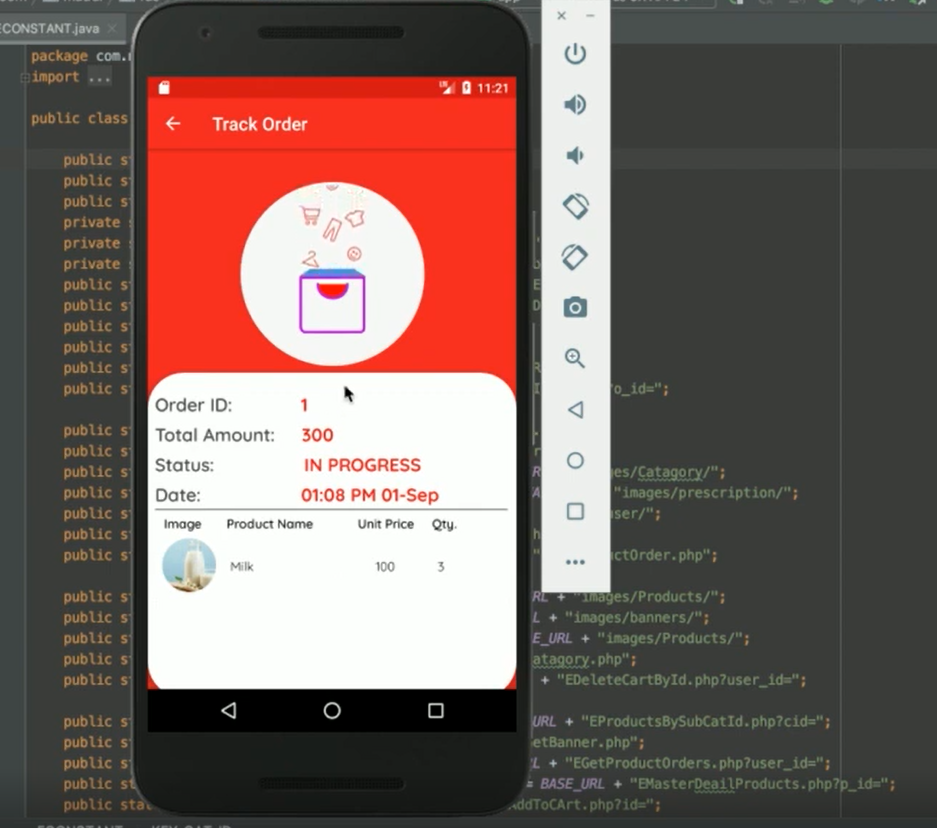 ECONSTANT.java
package com.
import ...
public class
11:21
Track Order
Order ID: 1
Total Amount: 300
Status: IN PROGRESS
Date: 01:08 PM 01-Sep
Image Product Name Unit Price Qty.
Milk 100 3
public s
public s
public s
private s
private s
private s
public s
public s
public s
public s
public s
public s o_id=";
public s
public s
public s ges/Catagory/";
public s "images/prescription/";
public s user/";
public s
public s uctOrder.php";
public s RL + "images/Products/";
public s L + "images/banners/";
public s E_URL + "images/Products/";
public s atagory.php";
public s + "EDeleteCartById.php?user_id=";
public s URL + "EProductsBySubCatId.php?cid=";
public s etBanner.php";
public s L + "EGetProductOrders.php?user_id=";
public s = BASE_URL + "EMasterDeailProducts.php?p_id=";
public sta ddToCArt.php?id=";